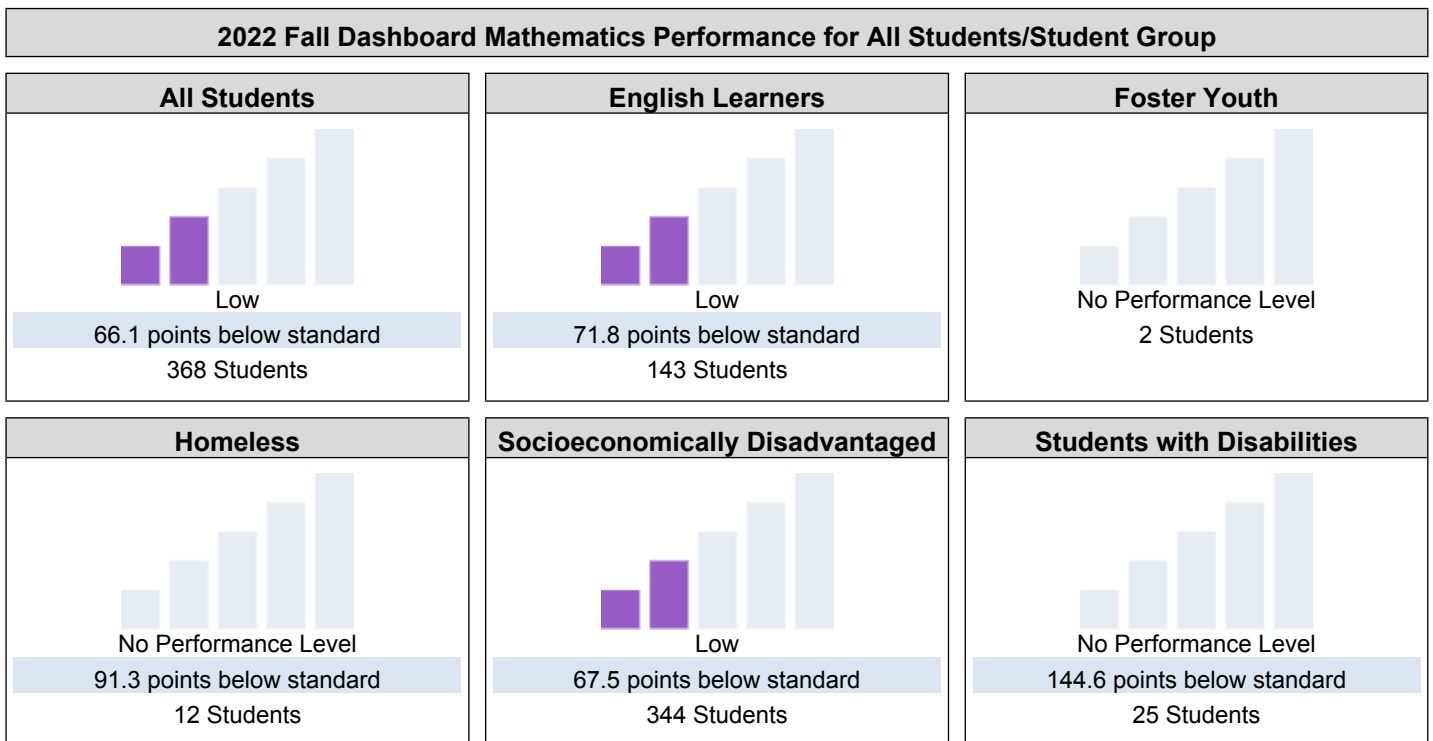 2022 Fall Dashboard Mathematics Performance for All Students/Student Group
All Students
Low
66.1 points below standard
368 Students
English Learners
Low
71.8 points below standard
143 Students
Foster Youth
No Performance Level
2 Students
Homeless
No Performance Level
91.3 points below standard
12 Students
Socioeconomically Disadvantaged
Low
67.5 points below standard
344 Students
Students with Disabilities
No Performance Level
144.6 points below standard
25 Students